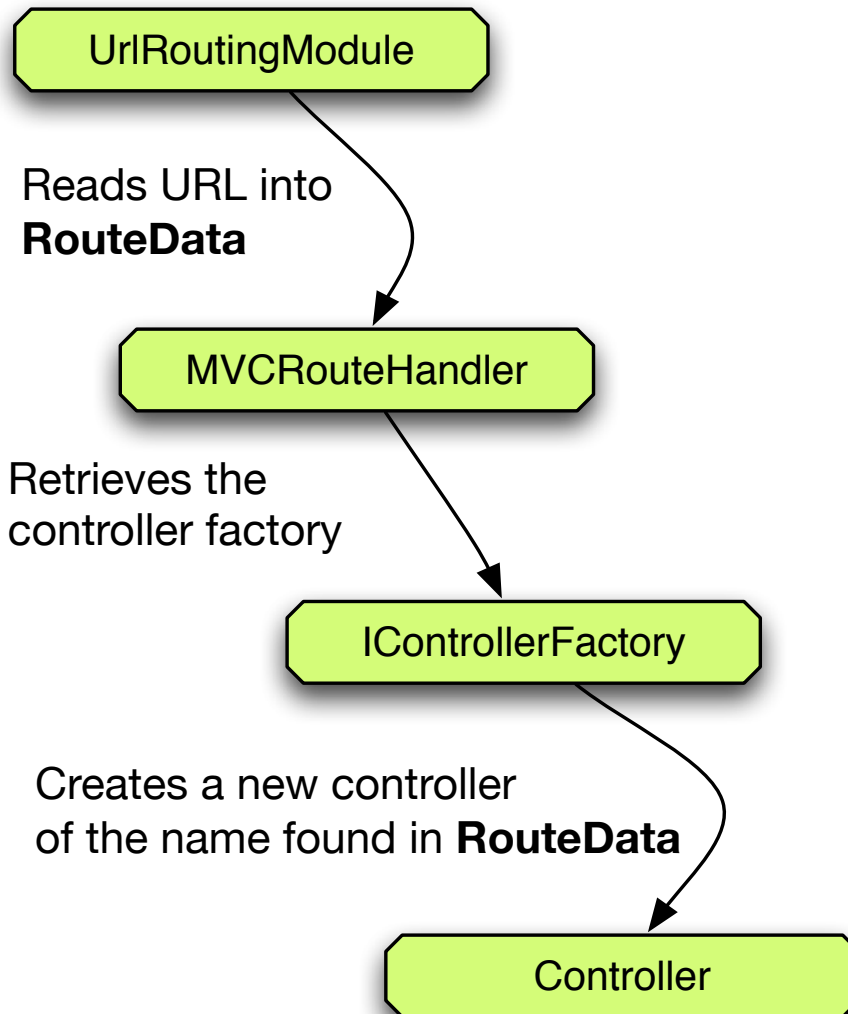 UrlRoutingModule
Reads URL into
RouteData
MVCRouteHandler
Retrieves the
controller factory
IControllerFactory
Creates a new controller
of the name found in RouteData
Controller